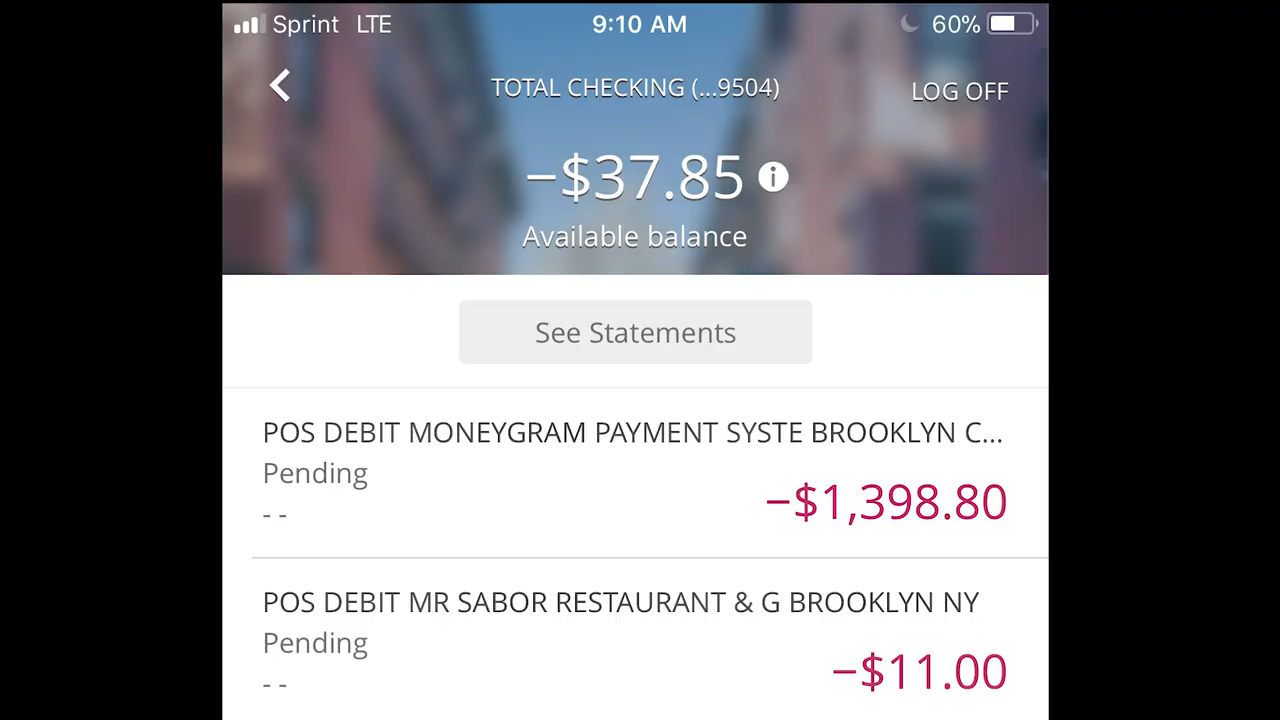 Sprint LTE 9:10 AM 60%
TOTAL CHECKING (...9504) LOG OFF
−$37.85 i
Available balance
See Statements
POS DEBIT MONEYGRAM PAYMENT SYSTE BROOKLYN C...
Pending
−$1,398.80
- -
POS DEBIT MR SABOR RESTAURANT & G BROOKLYN NY
Pending
−$11.00
- -